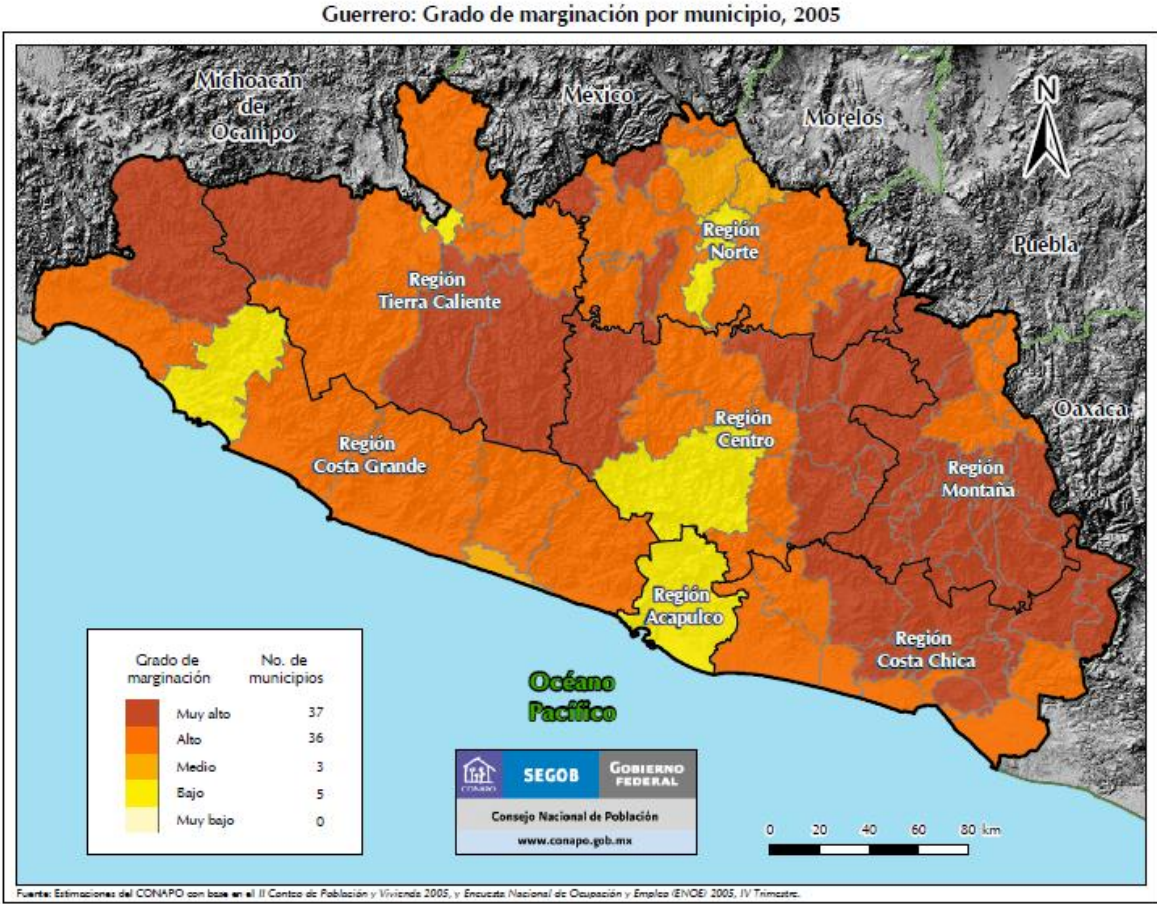 Guerrero: Grado de marginación por municipio, 2005
Michoacán
de
Ocampo
México
Morelos
N
Puebla
Región
Norte
Región
Tierra Caliente
Oaxaca
Región
Centro
Región
Costa Grande
Región
Montaña
Región
Acapulco
Región
Costa Chica
Océano
Pacífico
Grado de
marginación
No. de
municipios
Muy alto 37
Alto 36
Medio 3
Bajo 5
Muy bajo 0
CONAPO
SEGOB
GOBIERNO
FEDERAL
Consejo Nacional de Población
www.conapo.gob.mx
0 20 40 60 80 km
Fuente: Estimaciones del CONAPO con base en el II Conteo de Población y Vivienda 2005, y Encuesta Nacional de Ocupación y Empleo (ENOE) 2005, IV Trimestre.